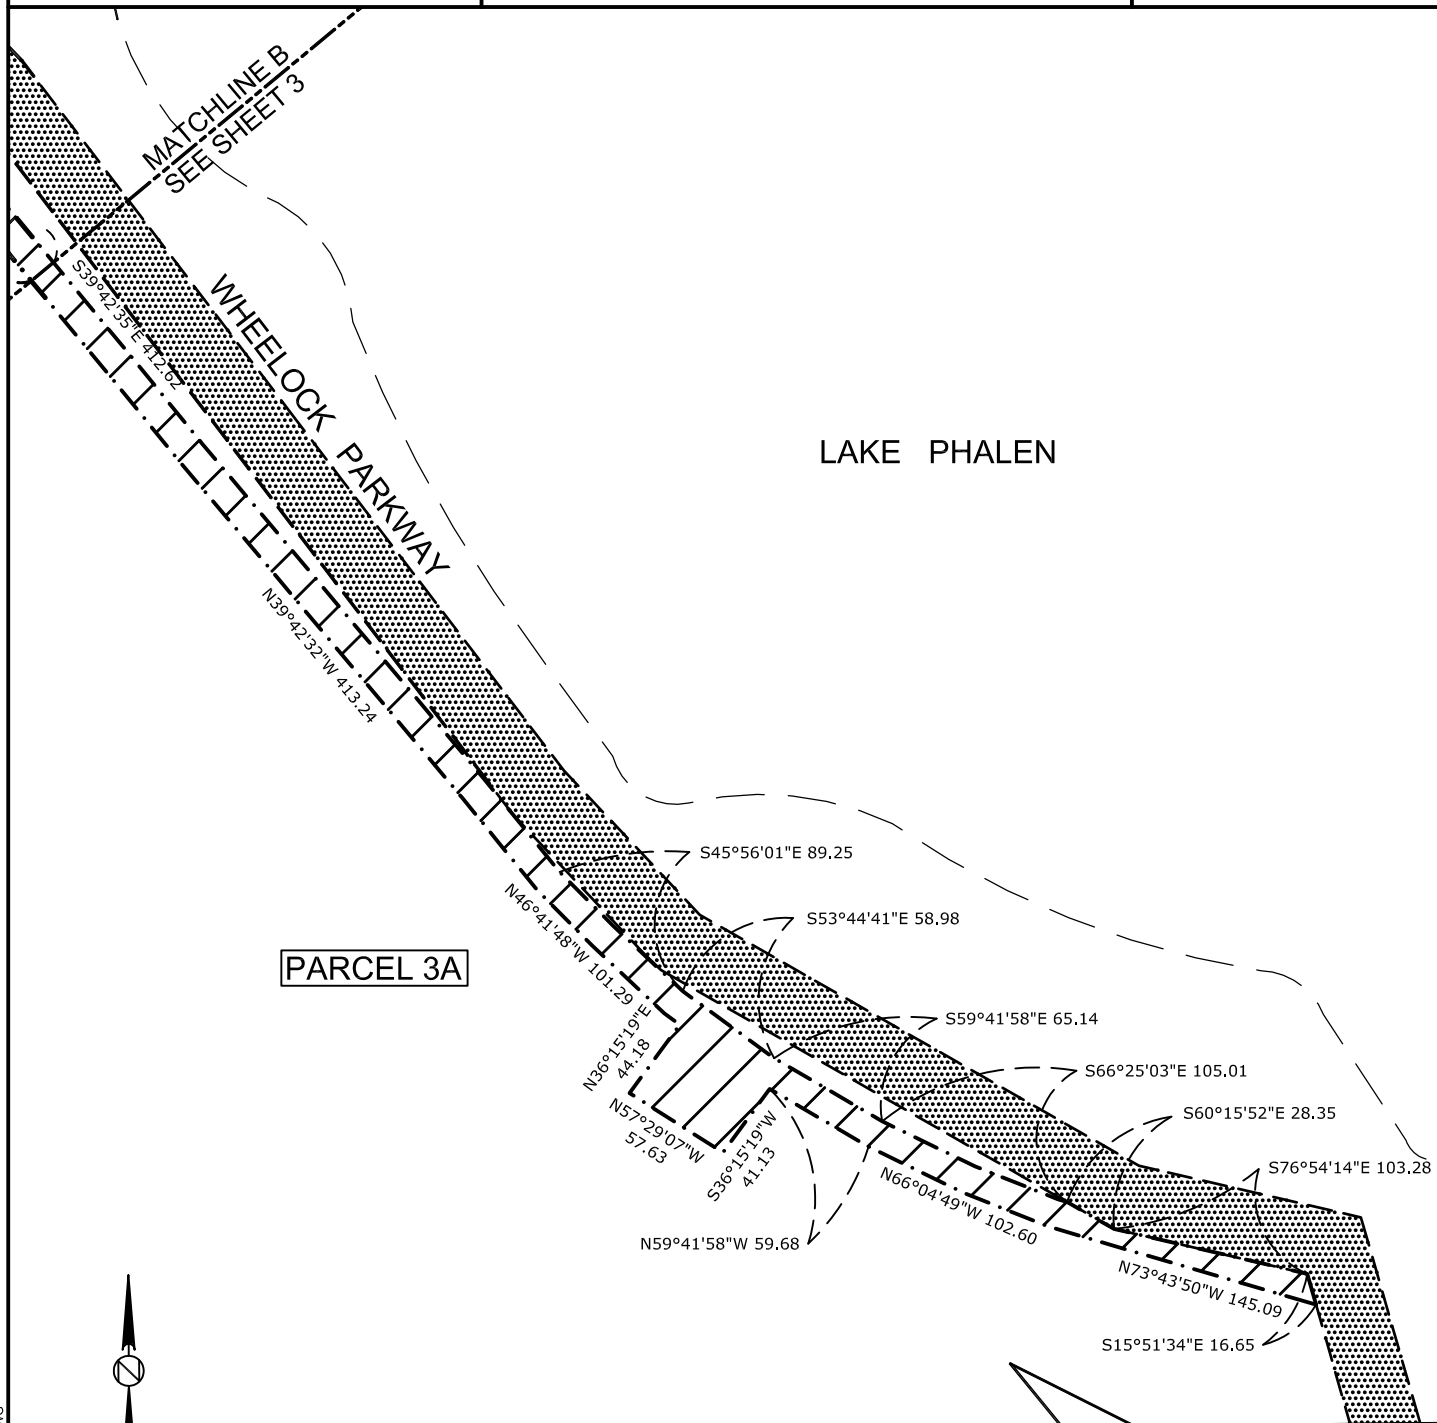 MATCHLINE B
SEE SHEET 3
S39°42'35"E 412.62
WHEELOCK PARKWAY
LAKE PHALEN
N39°42'32"W 413.24
S45°56'01"E 89.25
N46°41'48"W 101.29
S53°44'41"E 58.98
PARCEL 3A
N36°15'19"E
44.18
S59°41'58"E 65.14
S66°25'03"E 105.01
N57°29'07"W
57.63
S36°15'19"W
41.13
S60°15'52"E 28.35
S76°54'14"E 103.28
N66°04'49"W 102.60
N59°41'58"W 59.68
N73°43'50"W 145.09
S15°51'34"E 16.65
N